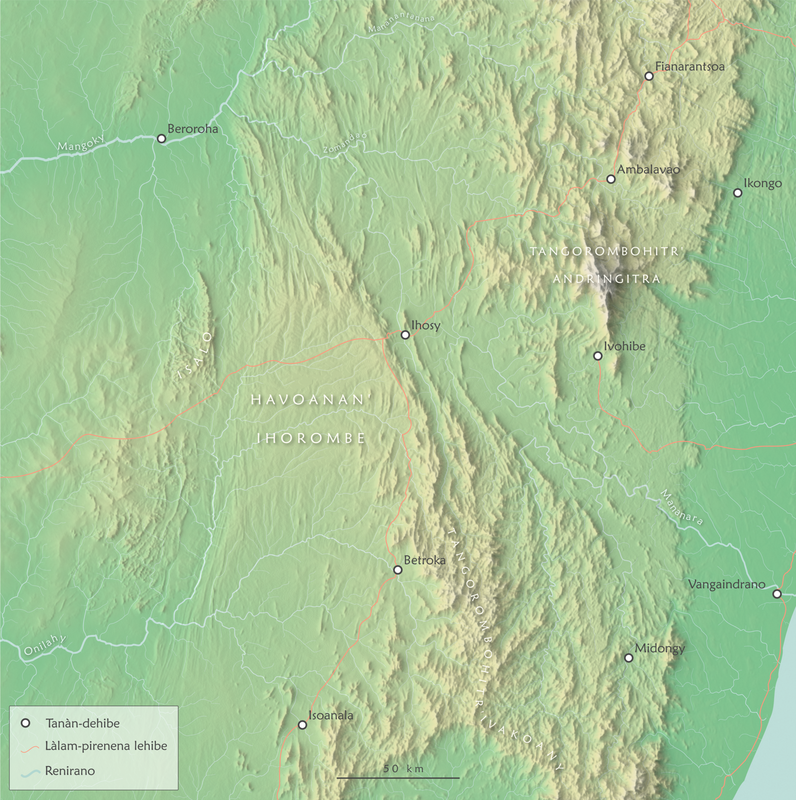 Mananantanana
Fianarantsoa
Beroroha
Mangoky
Zomandao
Ambalavao
Ikongo
TANGOROMBOHITR'
ANDRINGITRA
Ihosy
Ivohibe
ISALO
HAVOANAN'
IHOROMBE
Mananara
TANGOROMBOHITR'IVAKOANY
Betroka
Vangaindrano
Onilahy
Midongy
Isoanala
Tanàn-dehibe
Làlam-pirenena lehibe
Renirano
50 km